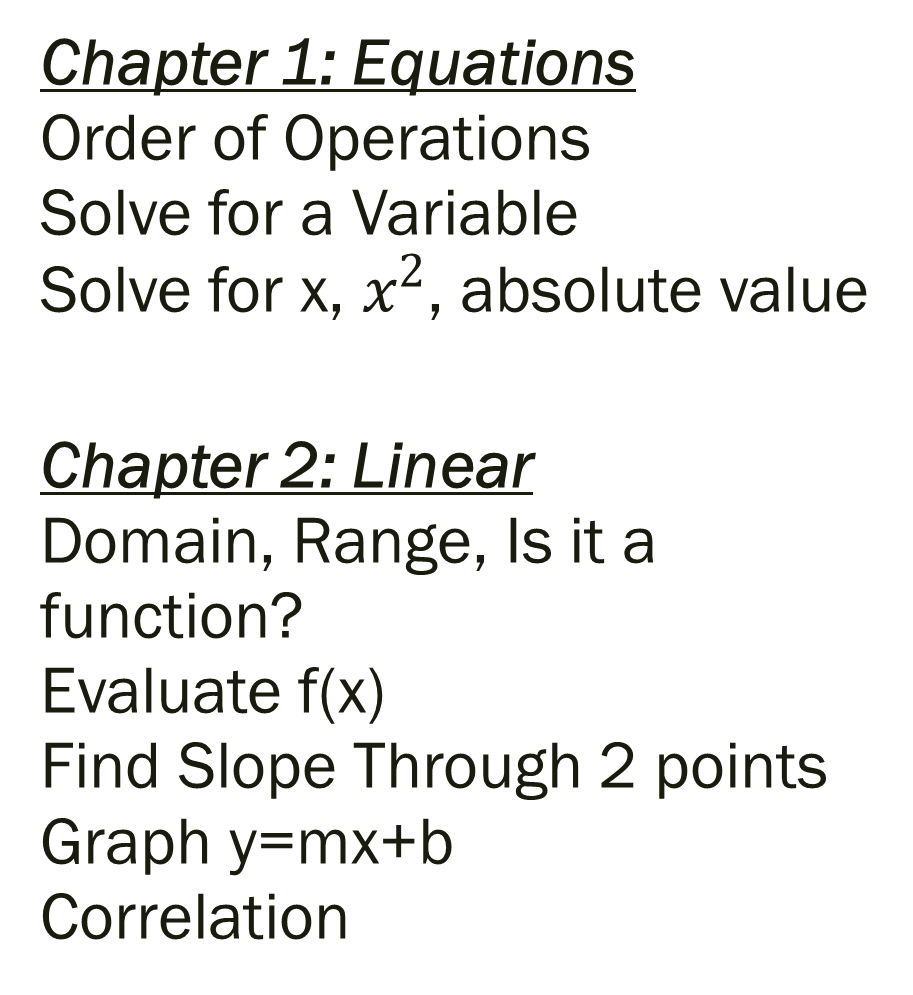 Chapter 1: Equations
Order of Operations
Solve for a Variable
Solve for x, x², absolute value
Chapter 2: Linear
Domain, Range, Is it a
function?
Evaluate f(x)
Find Slope Through 2 points
Graph y=mx+b
Correlation